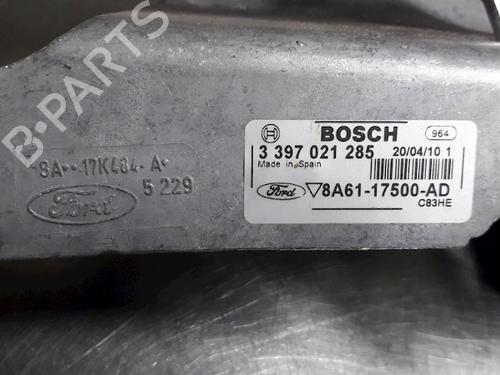 B-PARTS
8A-- 17K484- A-
5 229
Ford
BOSCH
964
3 397 021 285
20/04/10 1
Made in Spain
Ford
8A61-17500-AD
C83HE